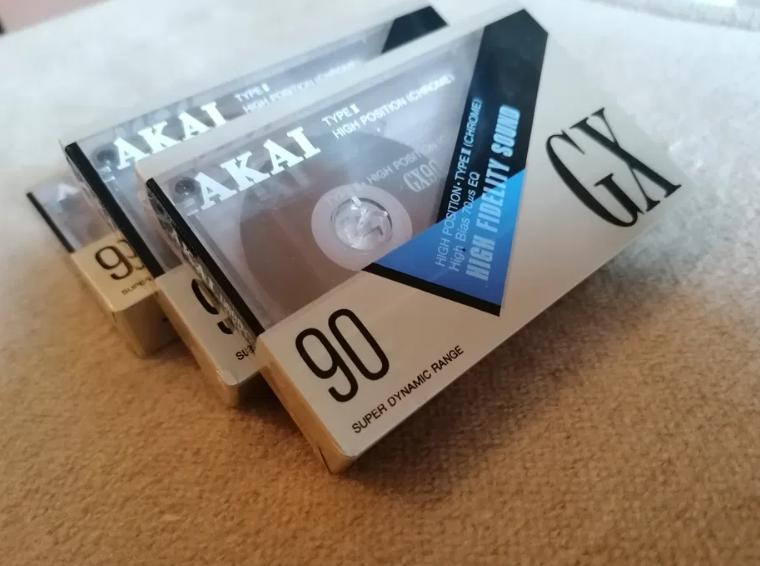 AKAI
TYPE II
HIGH POSITION (CHROME)
AKAI
TYPE II
HIGH POSITION (CHROME)
GX90
HIGH POSITION•TYPE II (CHROME)
High Bias 70μs EQ
HIGH FIDELITY SOUND
GX
90
SUPER DYNAMIC RANGE